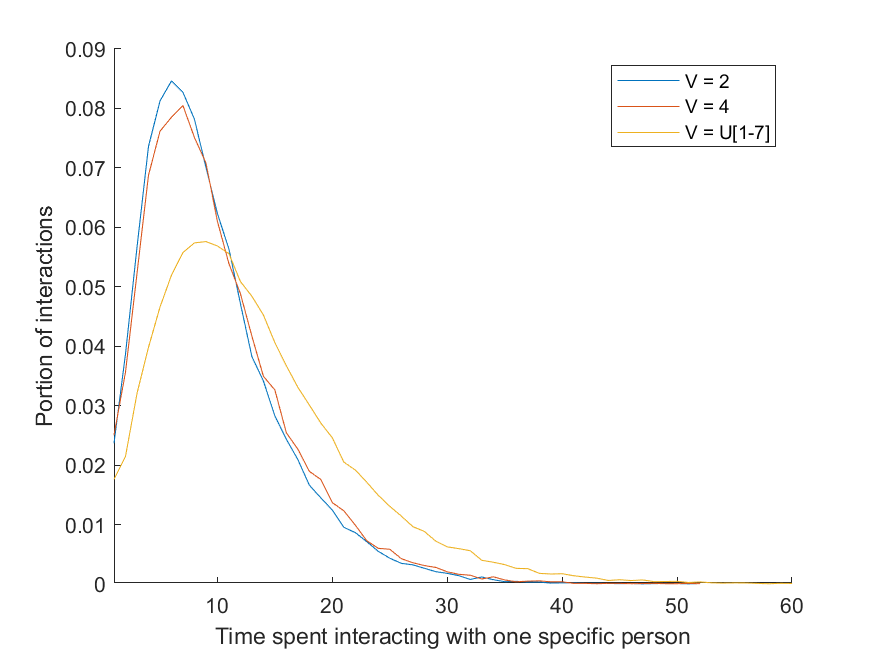 0.09
0.08
0.07
0.06
0.05
0.04
0.03
0.02
0.01
0
Portion of interactions
V = 2
V = 4
V = U[1-7]
10 20 30 40 50 60
Time spent interacting with one specific person